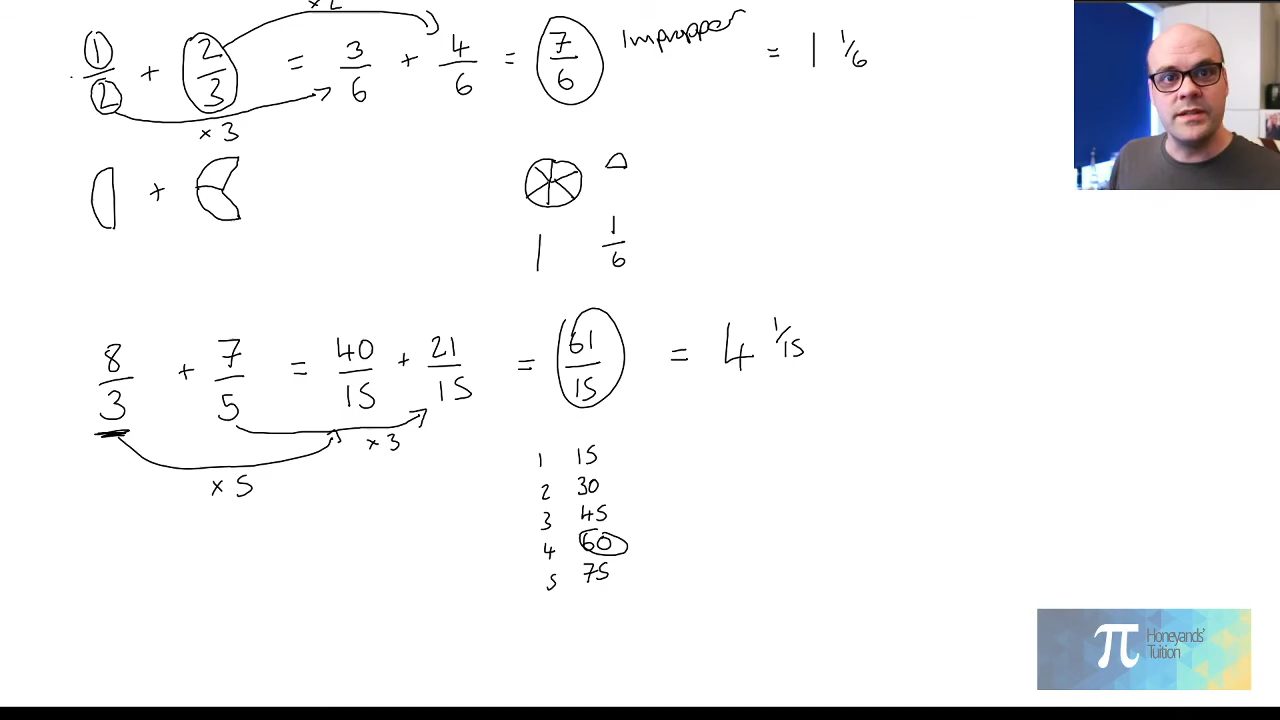 ×2
1/2 + 2/3 = 3/6 + 4/6 = 7/6 Impropper = 1 1/6
× 3
+
1 1/6
8/3 + 7/5 = 40/15 + 21/15 = 61/15 = 4 1/15
× 3
× 5
1 15
2 30
3 45
4 60
5 75
π Honeyands'
Tuition